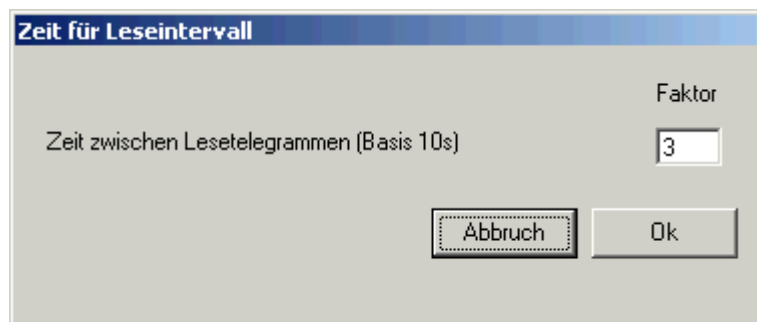 Zeit für Leseintervall
Faktor
Zeit zwischen Lesetelegrammen (Basis 10s)
3
Abbruch
Ok